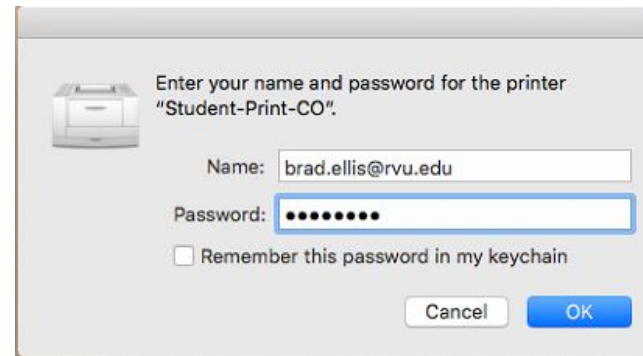 Enter your name and password for the printer
“Student-Print-CO”.
Name: brad.ellis@rvu.edu
Password: ••••••••
Remember this password in my keychain
Cancel OK